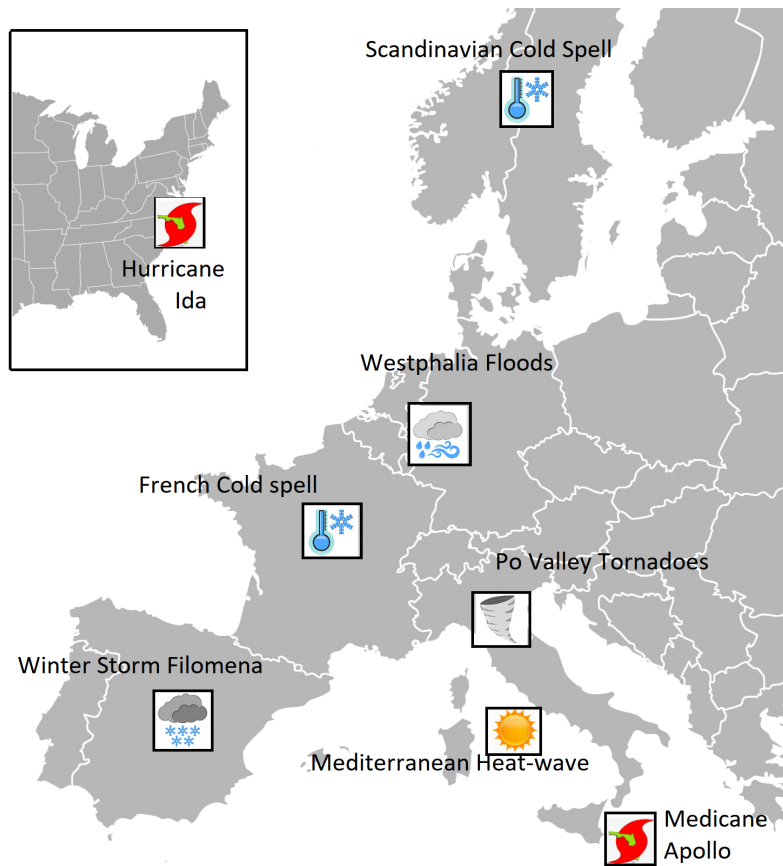 Scandinavian Cold Spell
Hurricane
Ida
Westphalia Floods
French Cold spell
Po Valley Tornadoes
Winter Storm Filomena
Mediterranean Heat-wave
Medicane
Apollo